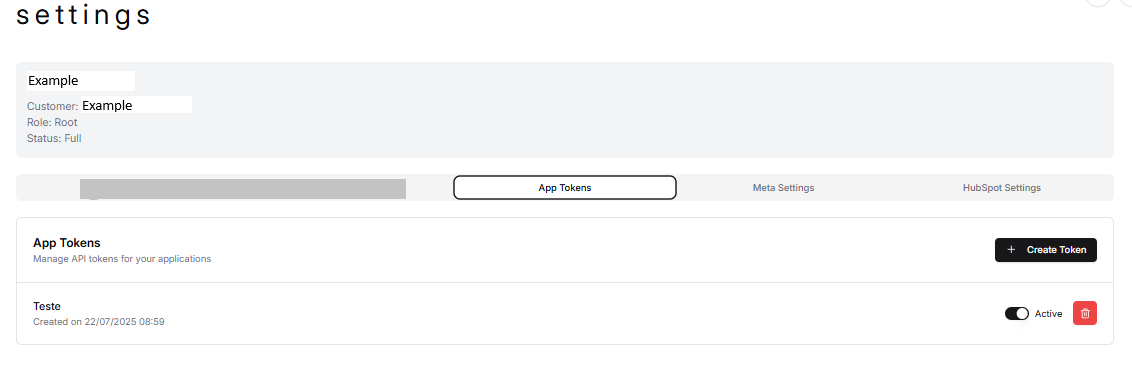 settings
Example
Customer: Example
Role: Root
Status: Full
App Tokens Meta Settings HubSpot Settings
App Tokens
Manage API tokens for your applications
+ Create Token
Teste
Created on 22/07/2025 08:59
Active